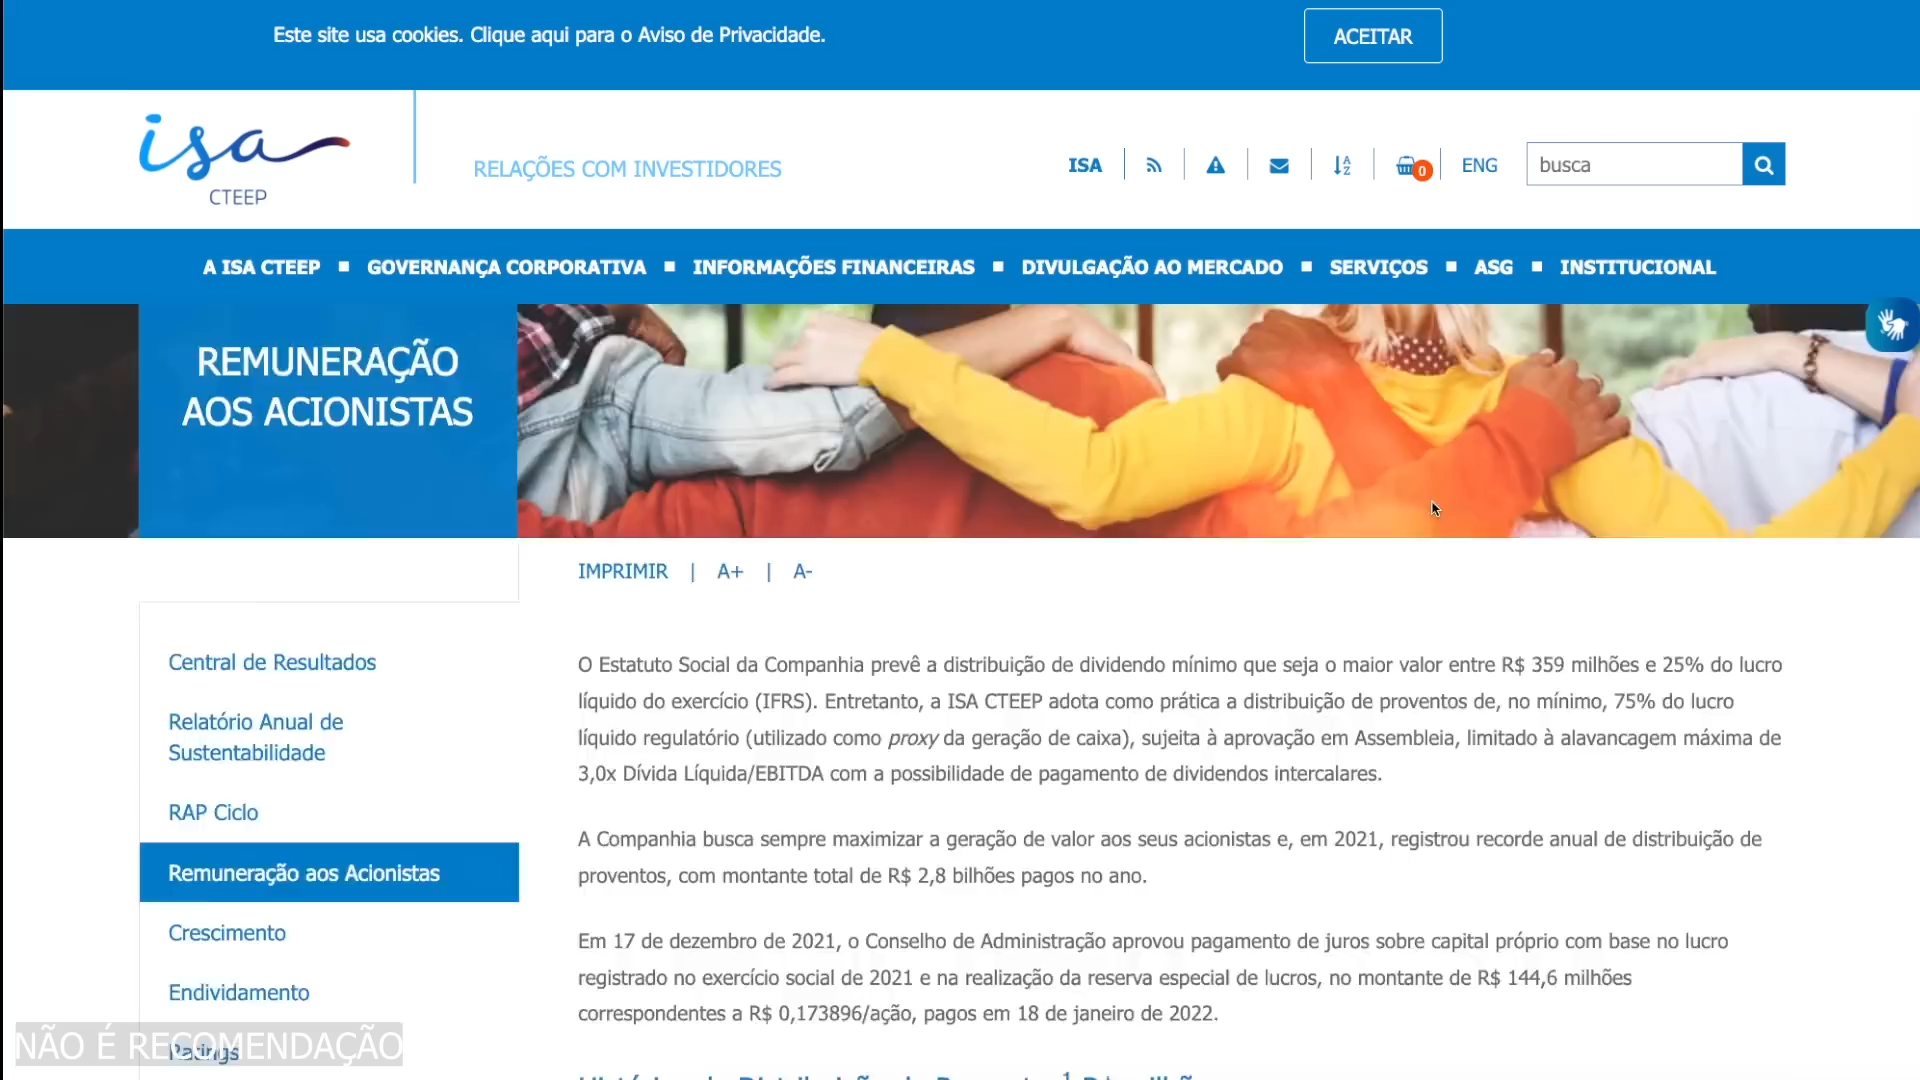 Este site usa cookies. Clique aqui para o Aviso de Privacidade.
ACEITAR
isa
CTEEP
RELAÇÕES COM INVESTIDORES
ISA
0
ENG
busca
A ISA CTEEP
GOVERNANÇA CORPORATIVA
INFORMAÇÕES FINANCEIRAS
DIVULGAÇÃO AO MERCADO
SERVIÇOS
ASG
INSTITUCIONAL
REMUNERAÇÃO
AOS ACIONISTAS
IMPRIMIR | A+ | A-
Central de Resultados
Relatório Anual de
Sustentabilidade
RAP Ciclo
Remuneração aos Acionistas
Crescimento
Endividamento
Ratings
O Estatuto Social da Companhia prevê a distribuição de dividendo mínimo que seja o maior valor entre R$ 359 milhões e 25% do lucro
líquido do exercício (IFRS). Entretanto, a ISA CTEEP adota como prática a distribuição de proventos de, no mínimo, 75% do lucro
líquido regulatório (utilizado como proxy da geração de caixa), sujeita à aprovação em Assembleia, limitado à alavancagem máxima de
3,0x Dívida Líquida/EBITDA com a possibilidade de pagamento de dividendos intercalares.
A Companhia busca sempre maximizar a geração de valor aos seus acionistas e, em 2021, registrou recorde anual de distribuição de
proventos, com montante total de R$ 2,8 bilhões pagos no ano.
Em 17 de dezembro de 2021, o Conselho de Administração aprovou pagamento de juros sobre capital próprio com base no lucro
registrado no exercício social de 2021 e na realização da reserva especial de lucros, no montante de R$ 144,6 milhões
correspondentes a R$ 0,173896/ação, pagos em 18 de janeiro de 2022.
NÃO É RECOMENDAÇÃO